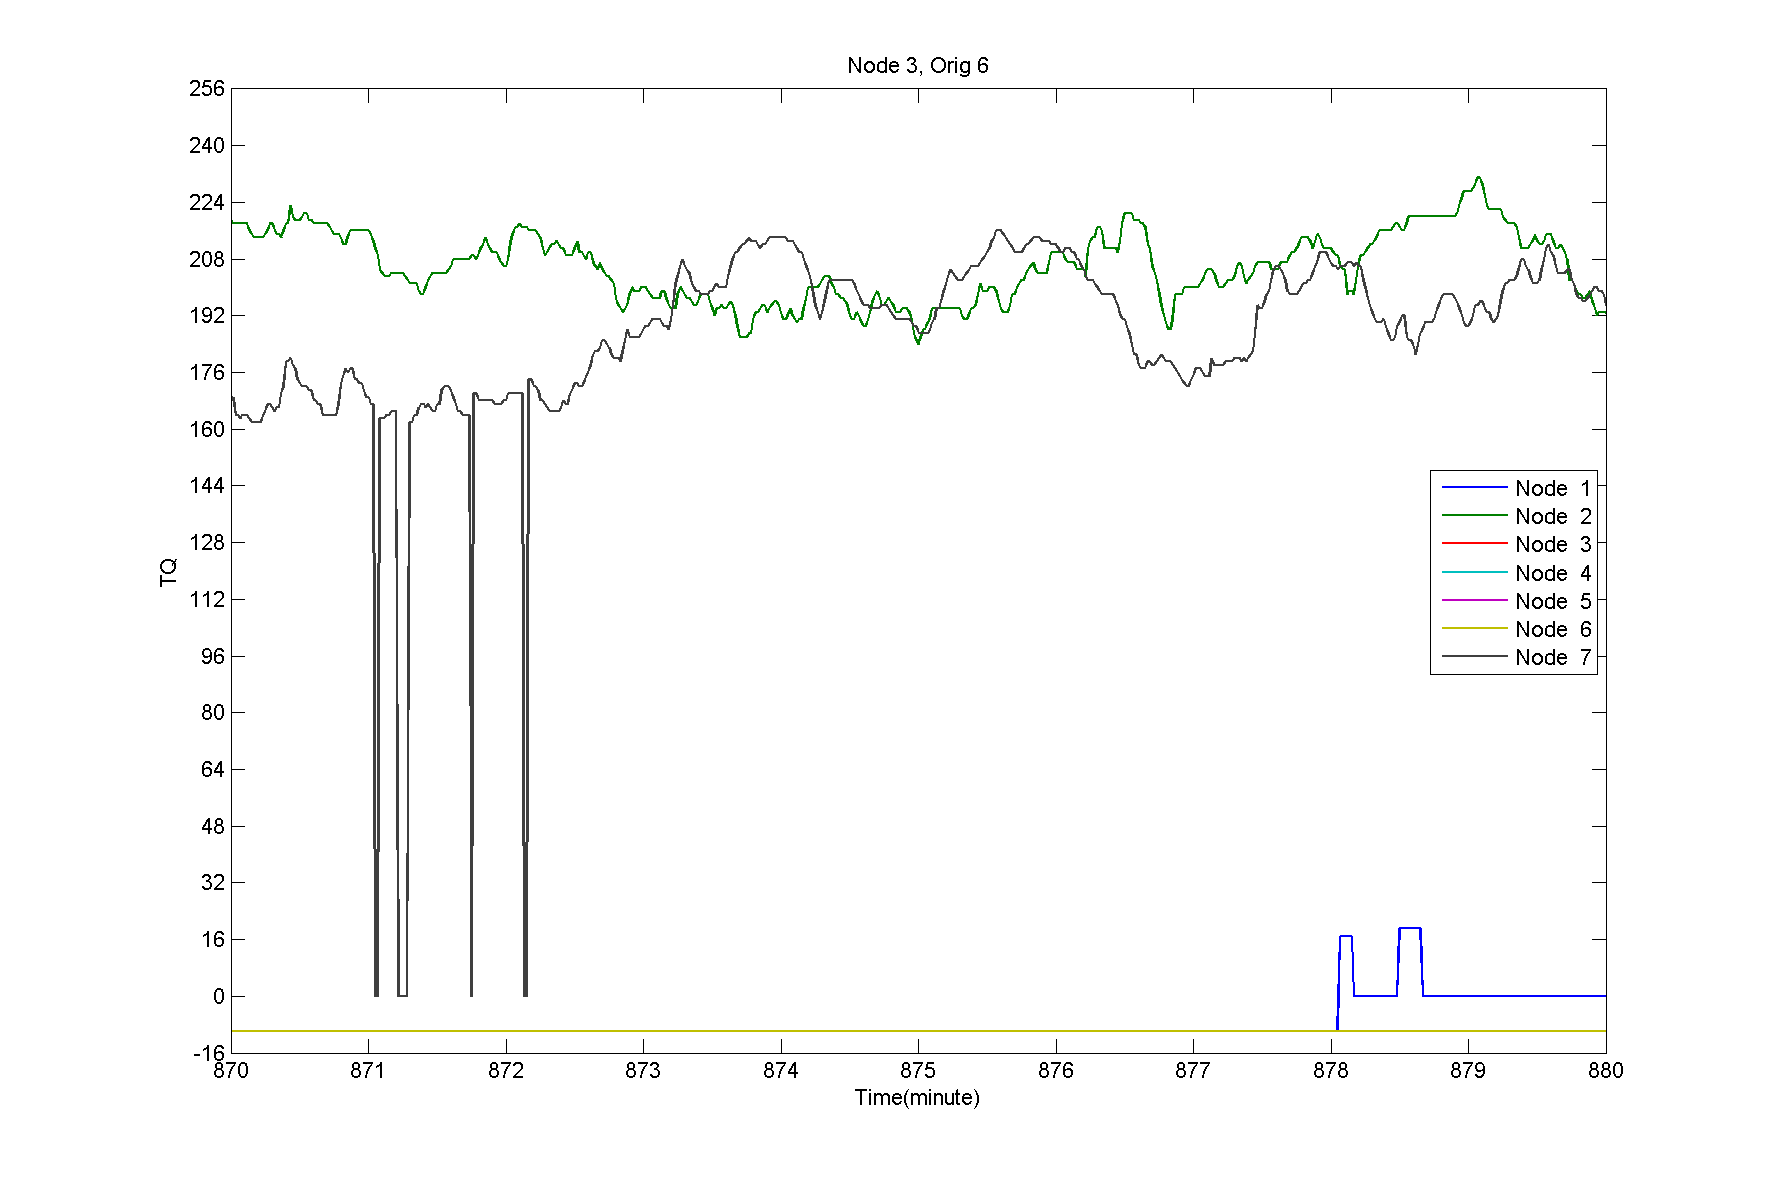 Node 3, Orig 6
256
240
224
208
192
176
160
144
128
112
96
80
64
48
32
16
0
-16
TQ
Node 1
Node 2
Node 3
Node 4
Node 5
Node 6
Node 7
870 871 872 873 874 875 876 877 878 879 880
Time(minute)